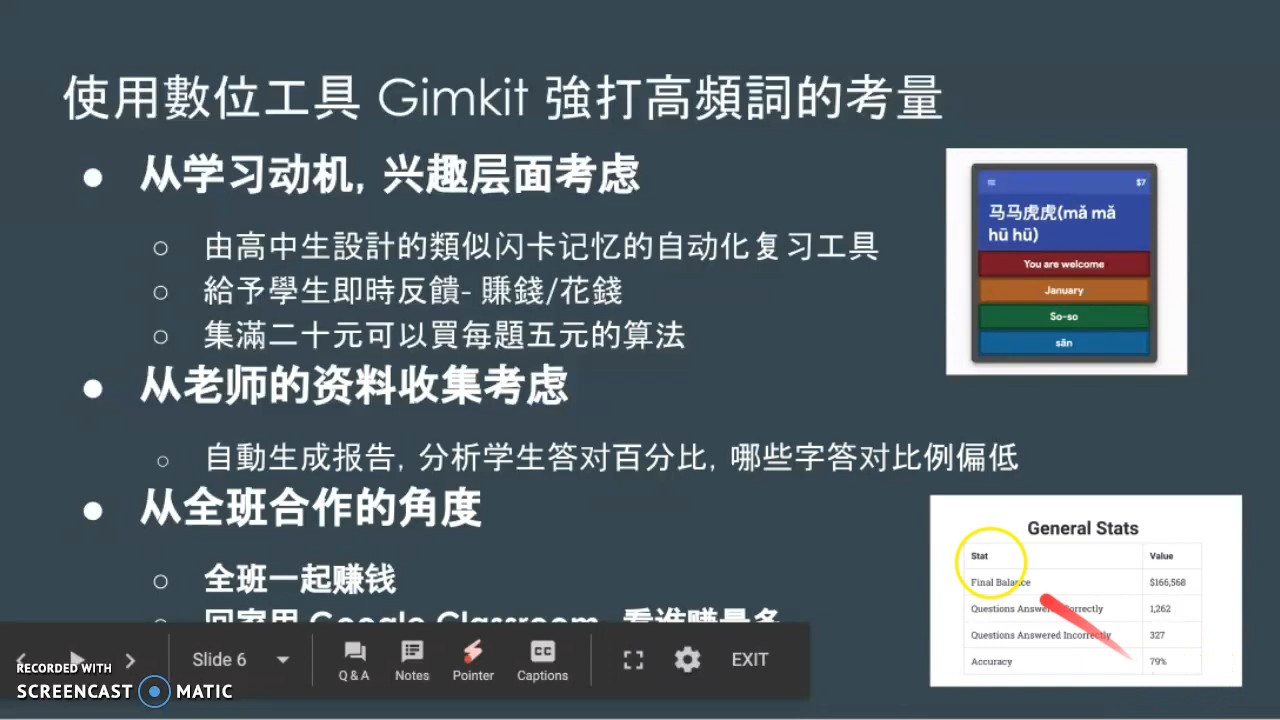 使用數位工具 Gimkit 強打高頻詞的考量
● 从学习动机, 兴趣层面考虑
○ 由高中生設計的類似闪卡记忆的自动化复习工具
○ 給予學生即時反饋- 賺錢/花錢
○ 集滿二十元可以買每題五元的算法
● 从老师的资料收集考虑
○ 自動生成报告, 分析学生答对百分比, 哪些字答对比例偏低
● 从全班合作的角度
○ 全班一起赚钱
○ 回家用 Google Classroom, 看谁赚最多
$7
马马虎虎(mǎ mǎ
hū hū)
You are welcome
January
So-so
sān
General Stats
Stat Value
Final Balance $166,568
Questions Answered Correctly 1,262
Questions Answered Incorrectly 327
Accuracy 79%
Slide 6
Q & A Notes Pointer Captions
CC
EXIT
RECORDED WITH
SCREENCAST MATIC